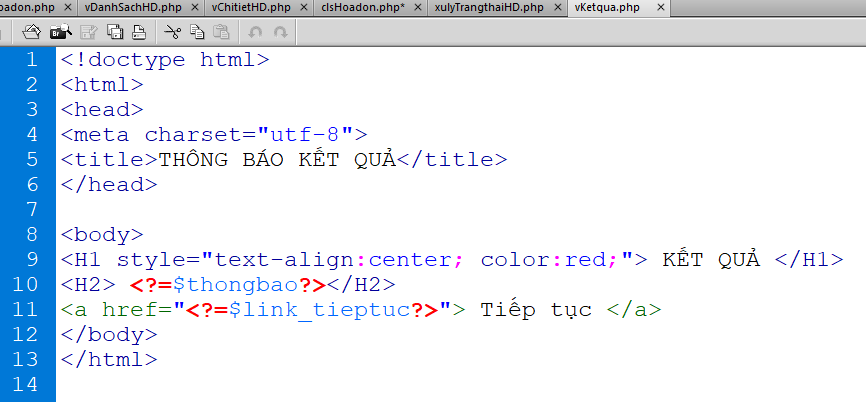 oadon.php vDanhSachHD.php vChitietHD.php clsHoadon.php* xulyTrangthaiHD.php vKetqua.php
1 <!doctype html>
2 <html>
3 <head>
4 <meta charset="utf-8">
5 <title>THÔNG BÁO KẾT QUẢ</title>
6 </head>
7
8 <body>
9 <H1 style="text-align:center; color:red;"> KẾT QUẢ </H1>
10 <H2> <?=$thongbao?></H2>
11 <a href="<?=$link_tieptuc?>"> Tiếp tục </a>
12 </body>
13 </html>
14